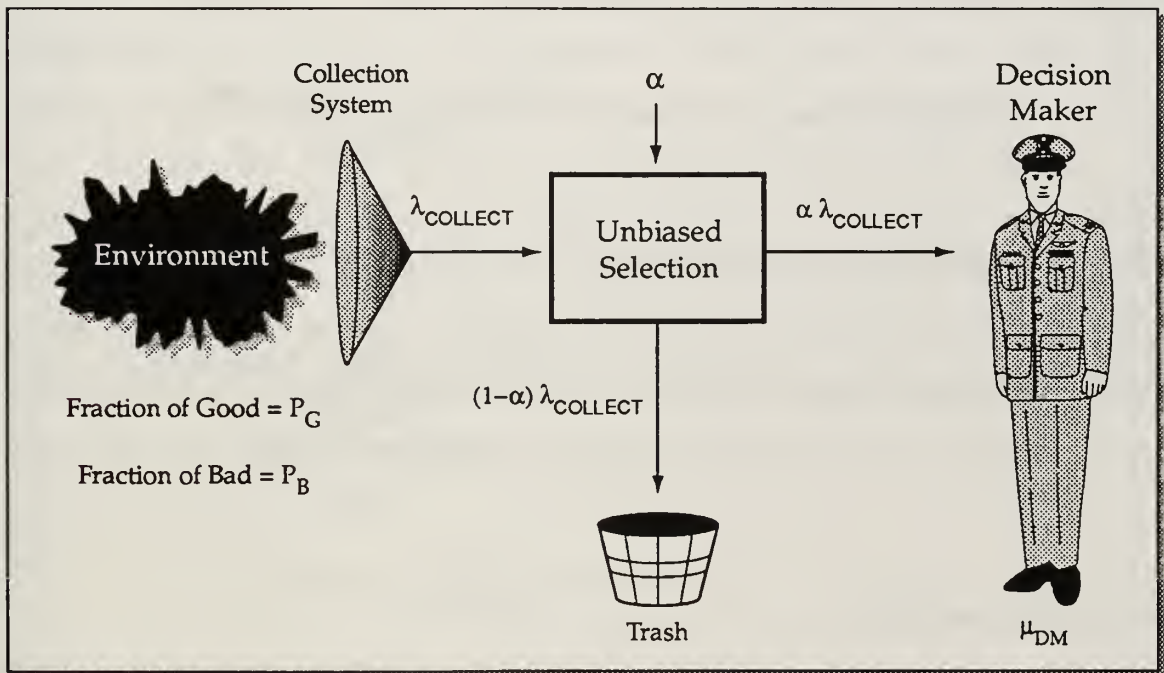 Collection
System
α
Decision
Maker
Environment
λCOLLECT
Unbiased
Selection
α λCOLLECT
(1-α) λCOLLECT
Fraction of Good = PG
Fraction of Bad = PB
Trash
μDM